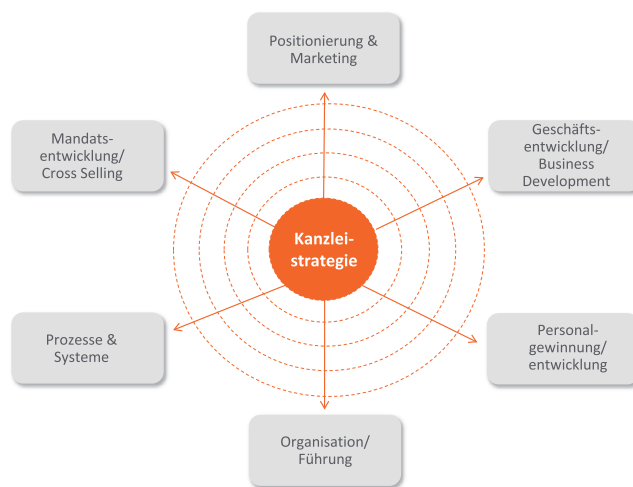 Positionierung &
Marketing
Mandats-
entwicklung/
Cross Selling
Geschäfts-
entwicklung/
Business
Development
Kanzlei-
strategie
Prozesse &
Systeme
Personal-
gewinnung/
entwicklung
Organisation/
Führung